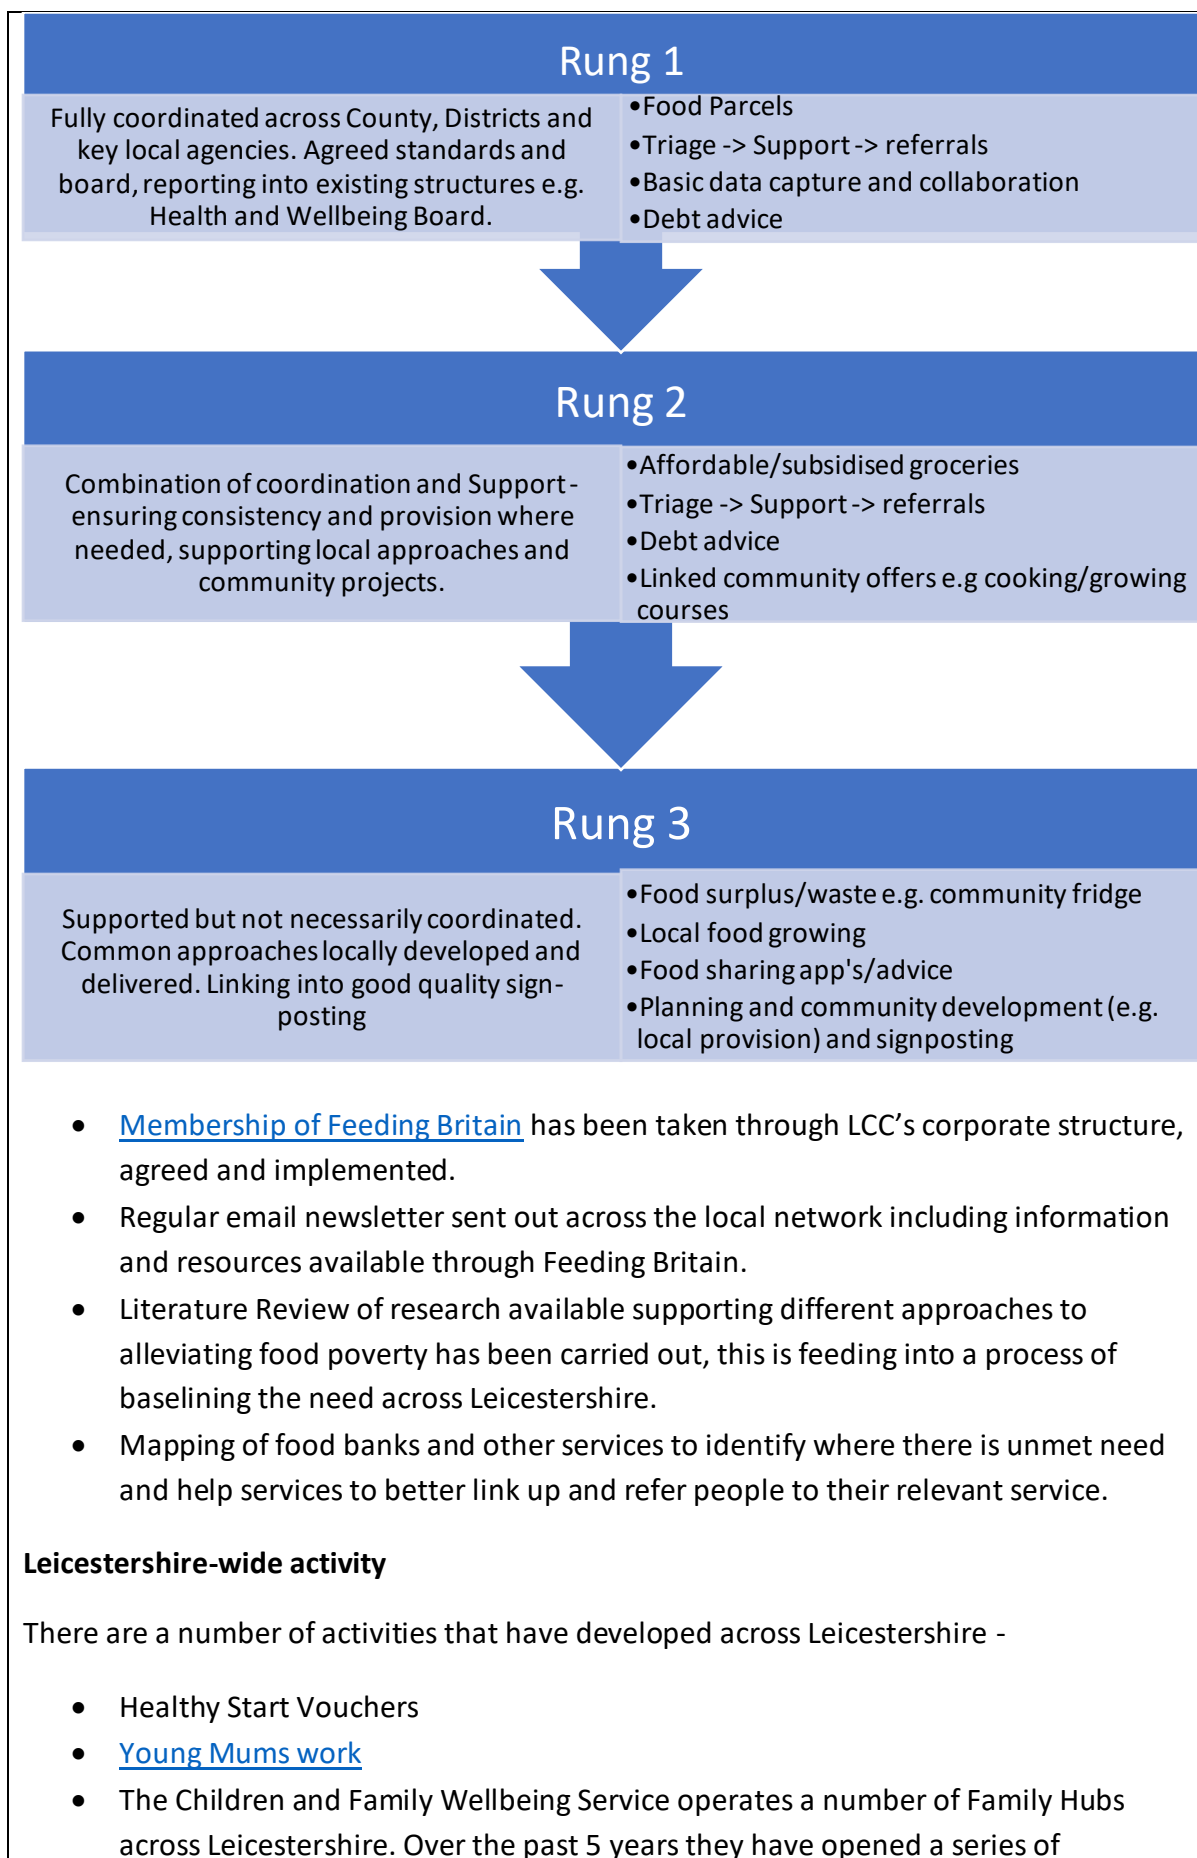 Rung 1
Fully coordinated across County, Districts and
key local agencies. Agreed standards and
board, reporting into existing structures e.g.
Health and Wellbeing Board.
•Food Parcels
•Triage -> Support -> referrals
•Basic data capture and collaboration
•Debt advice
Rung 2
Combination of coordination and Support -
ensuring consistency and provision where
needed, supporting local approaches and
community projects.
•Affordable/subsidised groceries
•Triage -> Support -> referrals
•Debt advice
•Linked community offers e.g cooking/growing
courses
Rung 3
Supported but not necessarily coordinated.
Common approaches locally developed and
delivered. Linking into good quality sign-
posting
•Food surplus/waste e.g. community fridge
•Local food growing
•Food sharing app's/advice
•Planning and community development (e.g.
local provision) and signposting
• Membership of Feeding Britain has been taken through LCC’s corporate structure,
agreed and implemented.
• Regular email newsletter sent out across the local network including information
and resources available through Feeding Britain.
• Literature Review of research available supporting different approaches to
alleviating food poverty has been carried out, this is feeding into a process of
baselining the need across Leicestershire.
• Mapping of food banks and other services to identify where there is unmet need
and help services to better link up and refer people to their relevant service.
Leicestershire-wide activity
There are a number of activities that have developed across Leicestershire -
• Healthy Start Vouchers
• Young Mums work
• The Children and Family Wellbeing Service operates a number of Family Hubs
across Leicestershire. Over the past 5 years they have opened a series of